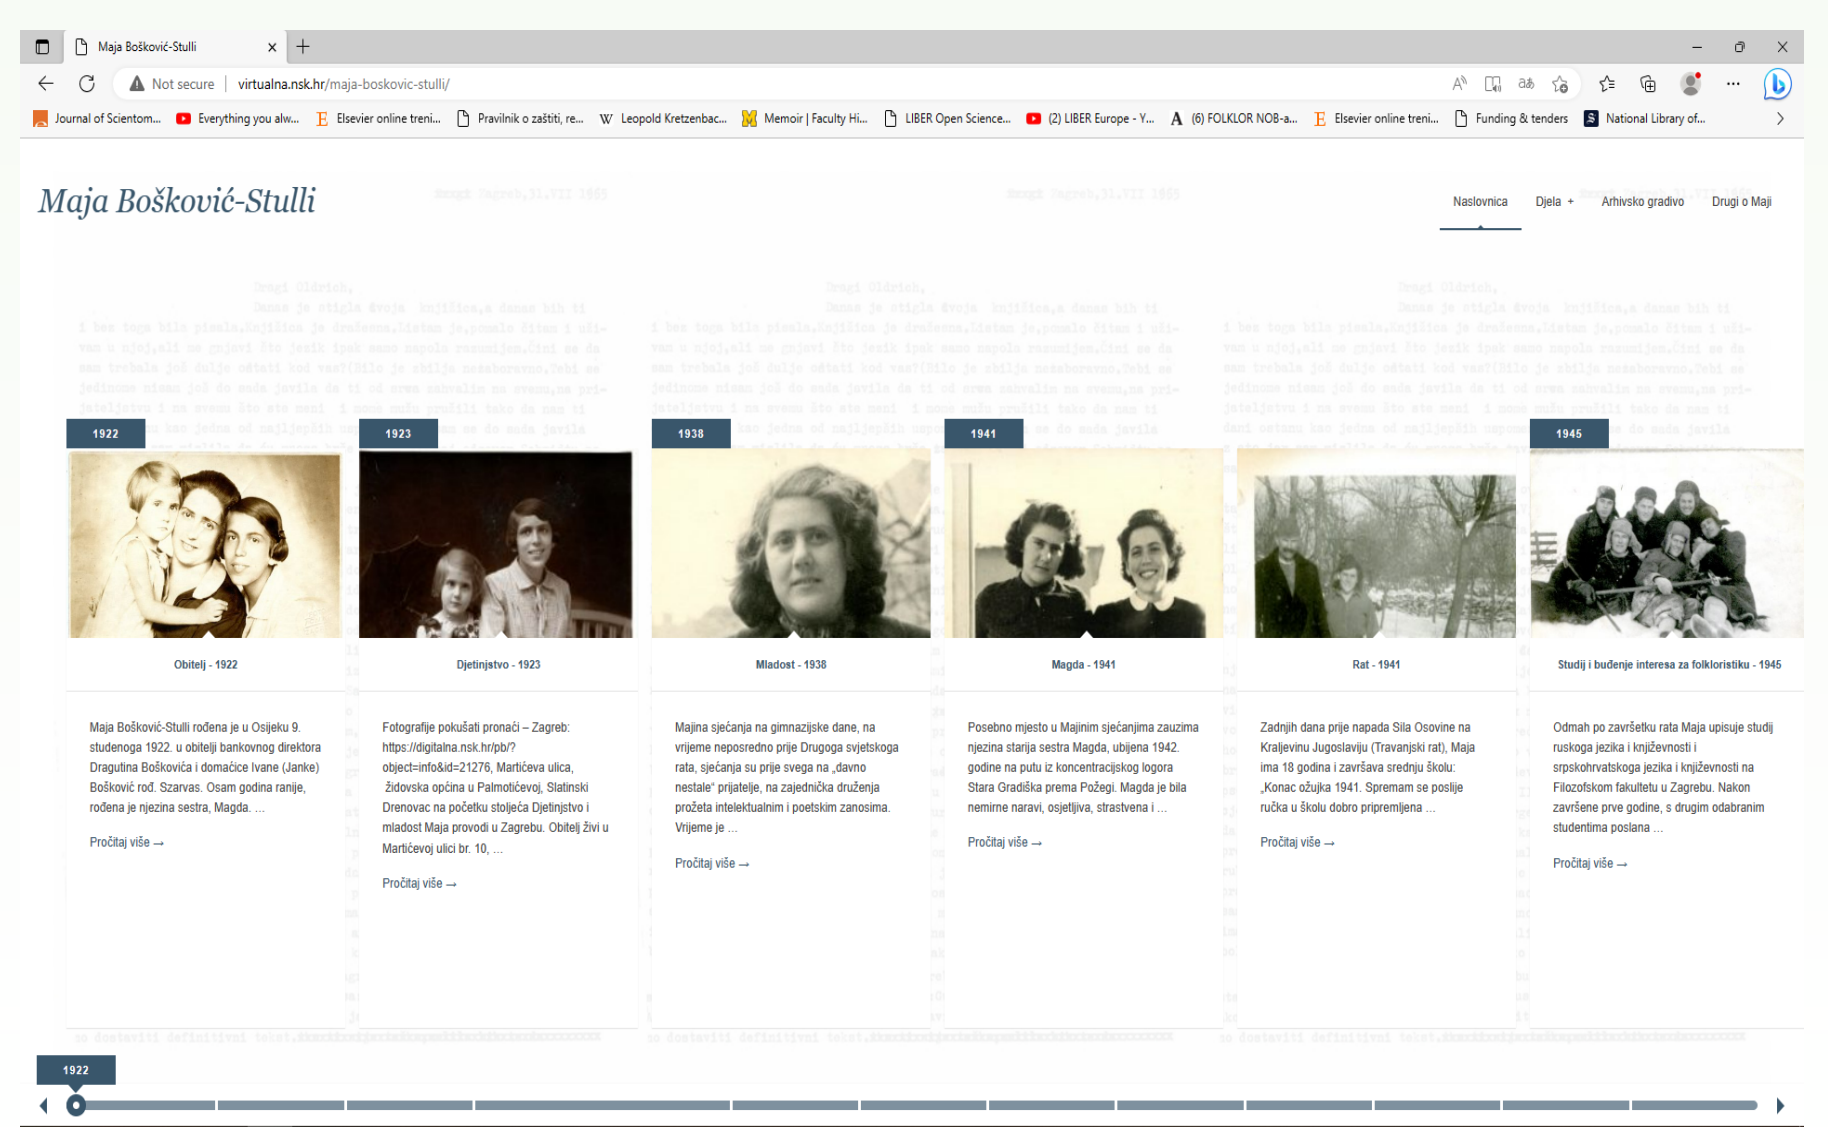 Maja Bošković-Stulli
Not secure | virtualna.nsk.hr/maja-boskovic-stulli/
Journal of Scientom...
Everything you alw...
Elsevier online treni...
Pravilnik o zaštiti, re...
Leopold Kretzenbac...
Memoir | Faculty Hi...
LIBER Open Science...
(2) LIBER Europe - Y...
(6) FOLKLOR NOB-a...
Elsevier online treni...
Funding & tenders
National Library of...
Maja Bošković-Stulli
Naslovnica
Djela +
Arhivsko gradivo
Drugi o Maji
1922
Obitelj - 1922
Maja Bošković-Stulli rođena je u Osijeku 9.
studenoga 1922. u obitelji bankovnog direktora
Dragutina Boškovića i domaćice Ivane (Janke)
Bošković rođ. Szarvas. Osam godina ranije,
rođena je njezina sestra, Magda. …
Pročitaj više →
1923
Djetinjstvo - 1923
Fotografije pokušati pronaći – Zagreb:
https://digitalna.nsk.hr/pb/?
object=info&id=21276, Martićeva ulica,
židovska općina u Palmotićevoj, Slatinski
Drenovac na početku stoljeća Djetinjstvo i
mladost Maja provodi u Zagrebu. Obitelj živi u
Martićevoj ulici br. 10, …
Pročitaj više →
1938
Mladost - 1938
Majina sjećanja na gimnazijske dane, na
vrijeme neposredno prije Drugoga svjetskoga
rata, sjećanja su prije svega na „davno
nestale“ prijatelje, na zajednička druženja
prožeta intelektualnim i poetskim zanosima.
Vrijeme je …
Pročitaj više →
1941
Magda - 1941
Posebno mjesto u Majinim sjećanjima zauzima
njezina starija sestra Magda, ubijena 1942.
godine na putu iz koncentracijskog logora
Stara Gradiška prema Požegi. Magda je bila
nemirne naravi, osjetljiva, strastvena i …
Pročitaj više →
Rat - 1941
Zadnjih dana prije napada Sila Osovine na
Kraljevinu Jugoslaviju (Travanjski rat), Maja
ima 18 godina i završava srednju školu:
„Konac ožujka 1941. Spremam se poslije
ručka u školu dobro pripremljena …
Pročitaj više →
1945
Studij i buđenje interesa za folkloristiku - 1945
Odmah po završetku rata Maja upisuje studij
ruskoga jezika i književnosti i
srpskohrvatskoga jezika i književnosti na
Filozofskom fakultetu u Zagrebu. Nakon
završene prve godine, s drugim odabranim
studentima poslana …
Pročitaj više →
1922